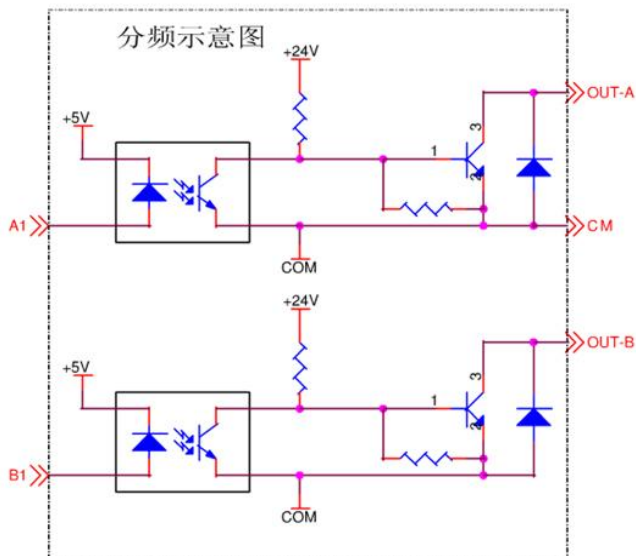 分频示意图
+24V
OUT-A
+5V
3
1
2
A1
CM
COM
+24V
OUT-B
+5V
3
1
2
B1
COM